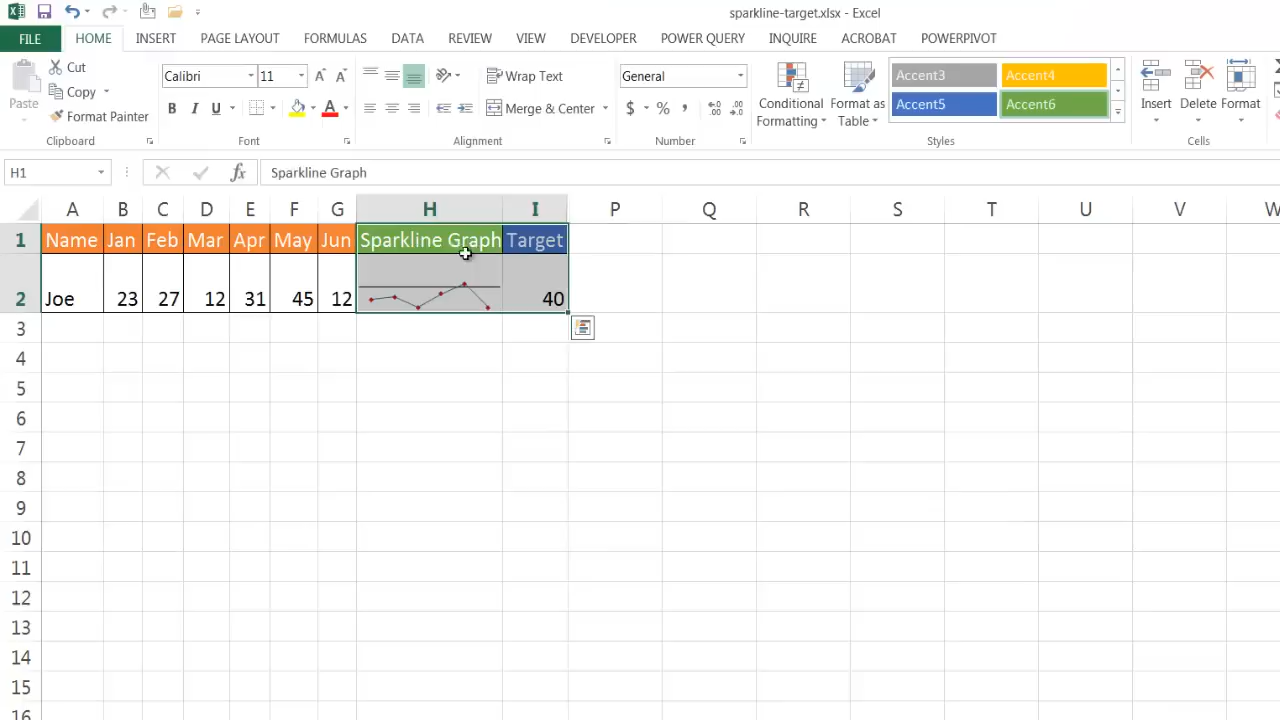 sparkline-target.xlsx - Excel
FILE HOME INSERT PAGE LAYOUT FORMULAS DATA REVIEW VIEW DEVELOPER POWER QUERY INQUIRE ACROBAT POWERPIVOT
Paste
Cut
Copy
Format Painter
Clipboard
Calibri 11
B I U
Font
Wrap Text
Merge & Center
Alignment
General
$ % ,
Number
Conditional
Formatting
Format as
Table
Accent3 Accent4
Accent5 Accent6
Styles
Insert Delete Format
Cells
H1 fx Sparkline Graph
A B C D E F G H I P Q R S T U V W
1 Name Jan Feb Mar Apr May Jun Sparkline Graph Target
2 Joe 23 27 12 31 45 12 40
3
4
5
6
7
8
9
10
11
12
13
14
15
16